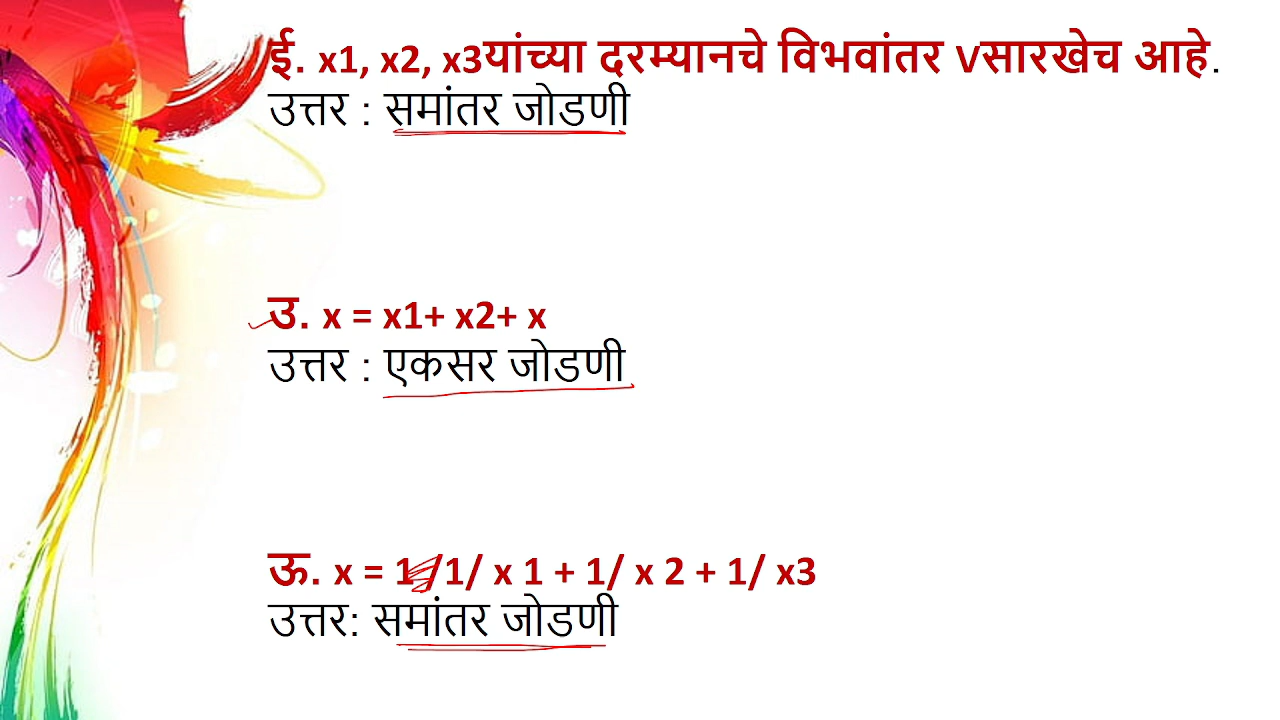 ई. x1, x2, x3यांच्या दरम्यानचे विभवांतर Vसारखेच आहे.
उत्तर : समांतर जोडणी
उ. x = x1+ x2+ x
उत्तर : एकसर जोडणी
ऊ. x = 1 /1/ x 1 + 1/ x 2 + 1/ x3
उत्तर: समांतर जोडणी